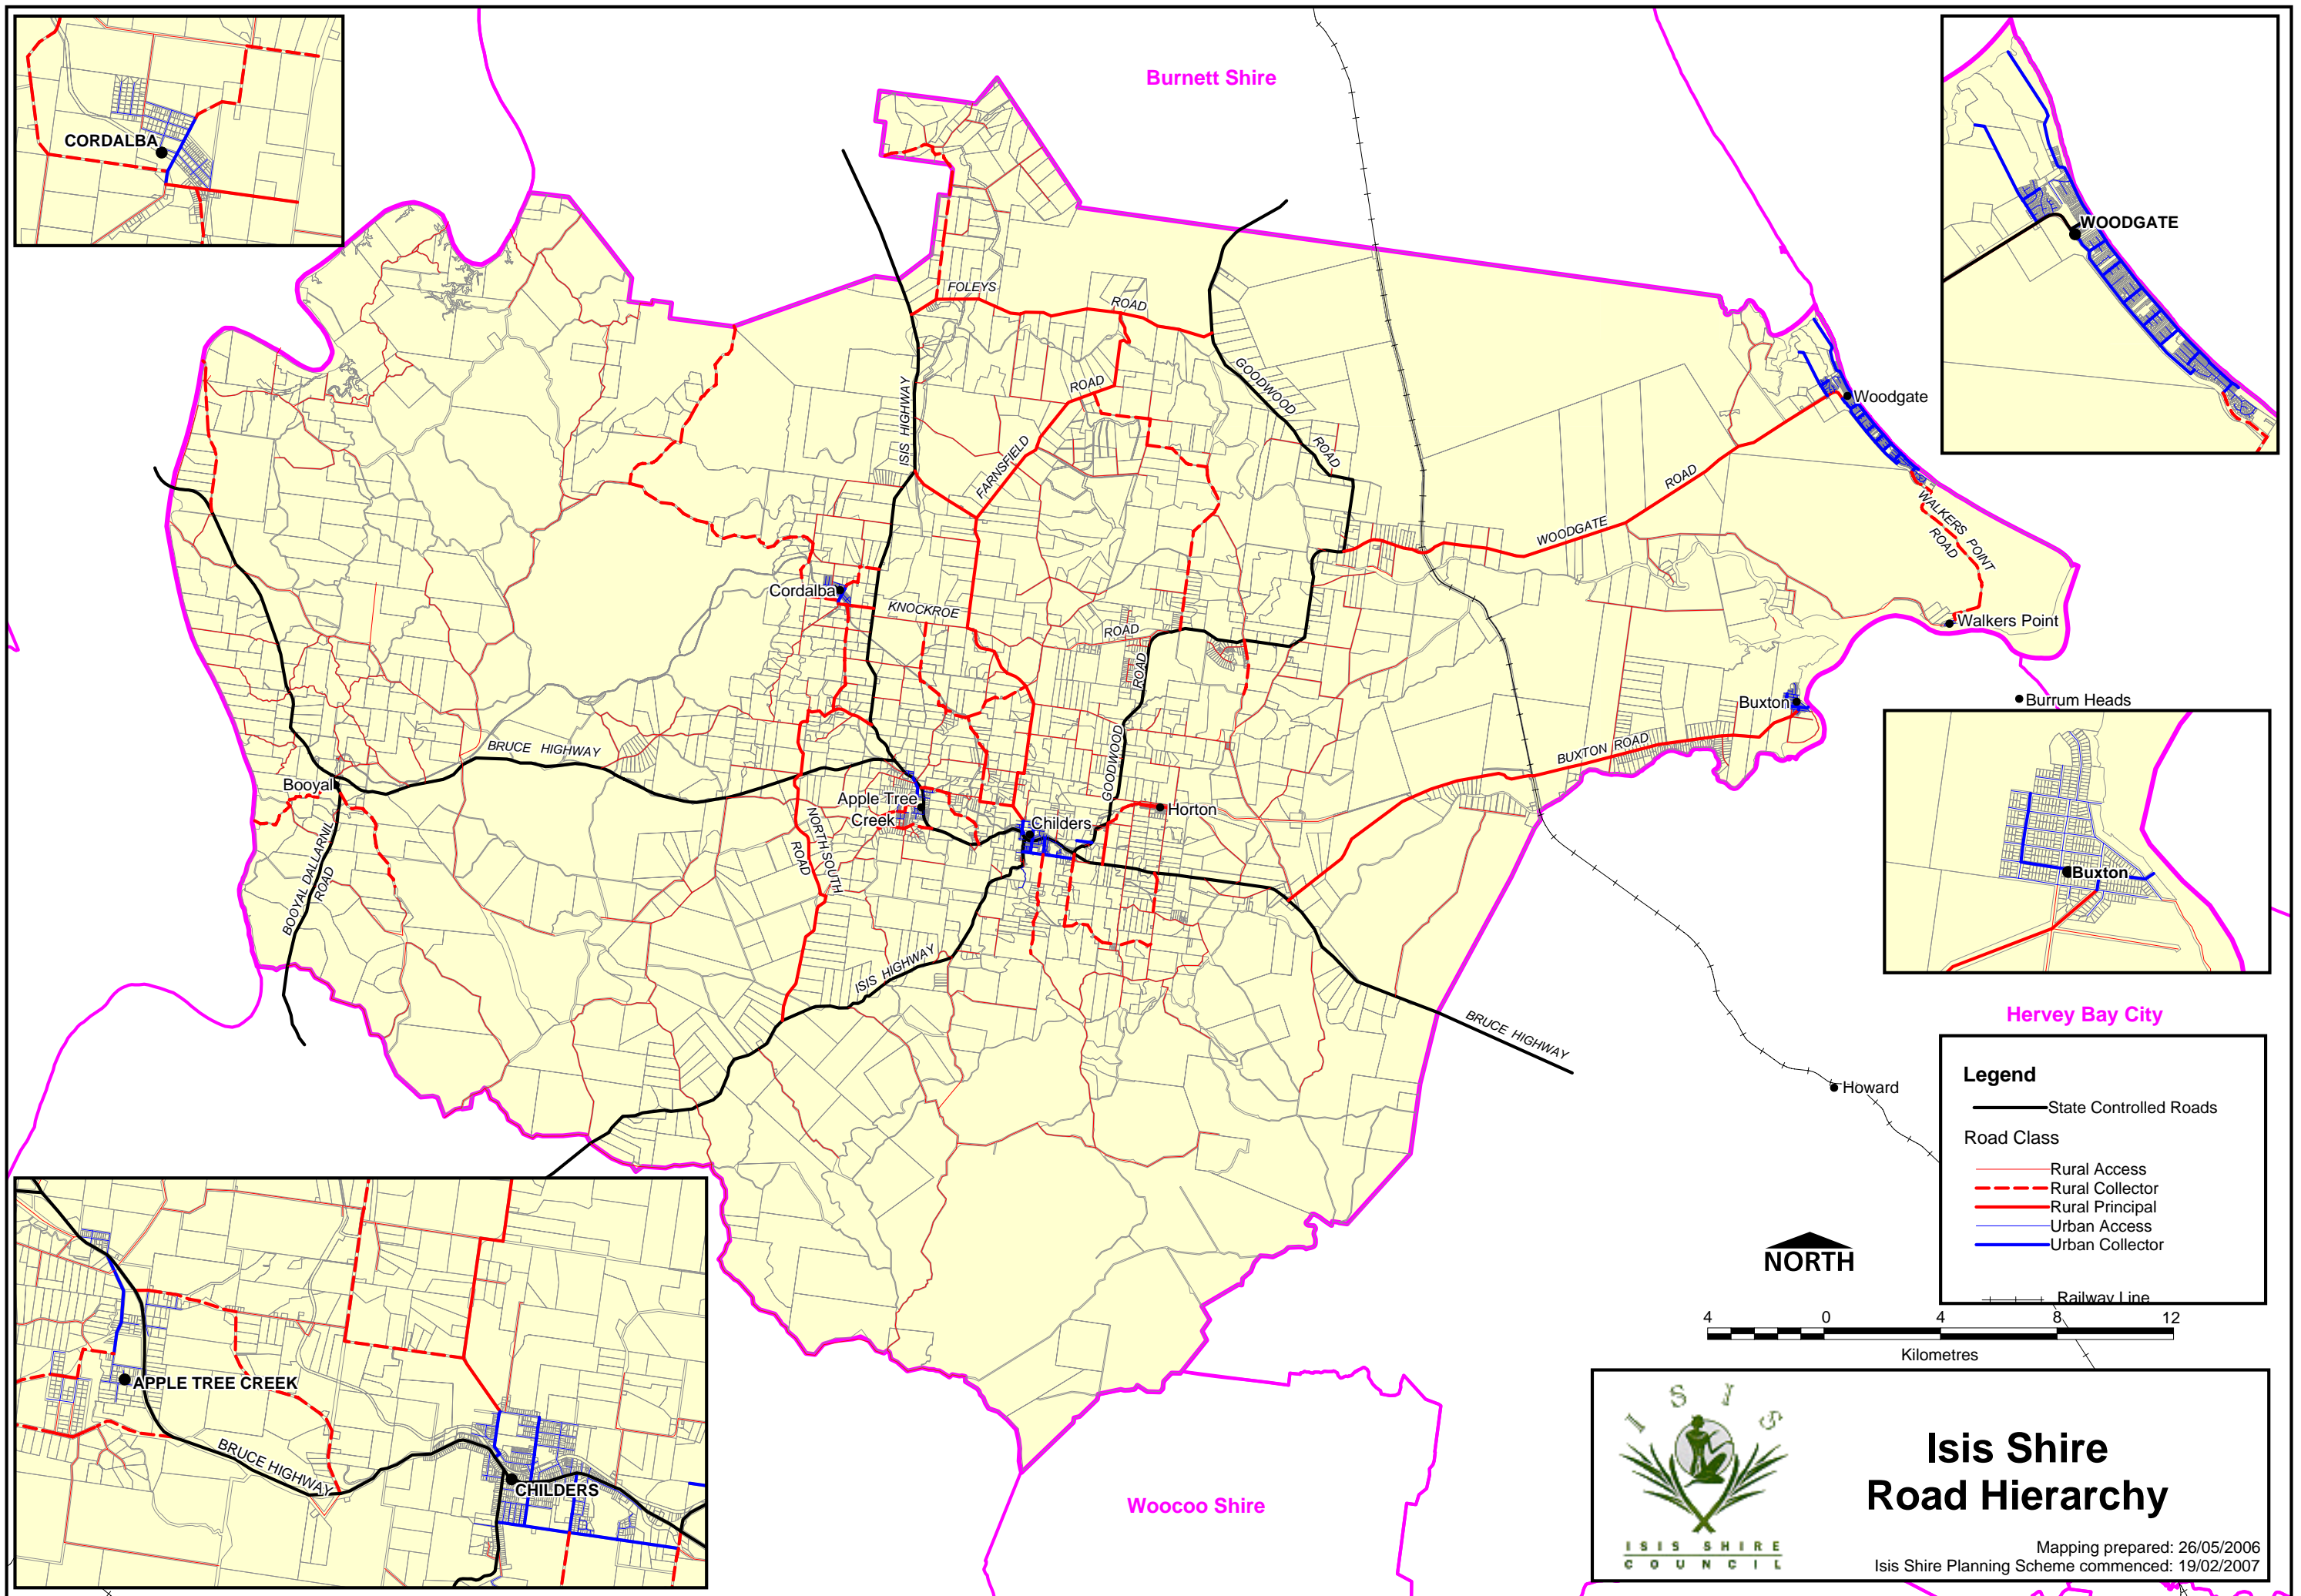 Burnett Shire
CORDALBA
WOODGATE
FOLEYS
ROAD
ISIS HIGHWAY
GOODWOOD
ROAD
ROAD
FARNSFIELD
Woodgate
ROAD
WOODGATE
WALKERS POINT
ROAD
Cordalba
KNOCKROE
ROAD
ROAD
GOODWOOD
Walkers Point
Burrum Heads
Buxton
BUXTON ROAD
BRUCE HIGHWAY
Booyal
Apple Tree
Creek
Childers
Horton
NORTH SOUTH
ROAD
BOOYAL DALLARNIL
ROAD
ISIS HIGHWAY
BRUCE HIGHWAY
Buxton
Hervey Bay City
Howard
Legend
State Controlled Roads
Road Class
Rural Access
Rural Collector
Rural Principal
Urban Access
Urban Collector
Railway Line
NORTH
4 0 4 8 12
Kilometres
APPLE TREE CREEK
BRUCE HIGHWAY
CHILDERS
Woocoo Shire
ISIS
ISIS SHIRE
COUNCIL
Isis Shire
Road Hierarchy
Mapping prepared: 26/05/2006
Isis Shire Planning Scheme commenced: 19/02/2007